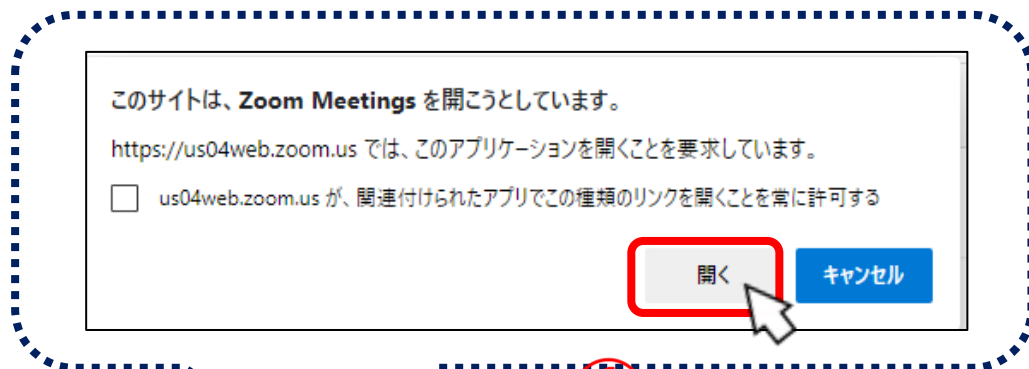 このサイトは、Zoom Meetings を開こうとしています。
https://us04web.zoom.us では、このアプリケーションを開くことを要求しています。
us04web.zoom.us が、関連付けられたアプリでこの種類のリンクを開くことを常に許可する
開く
キャンセル